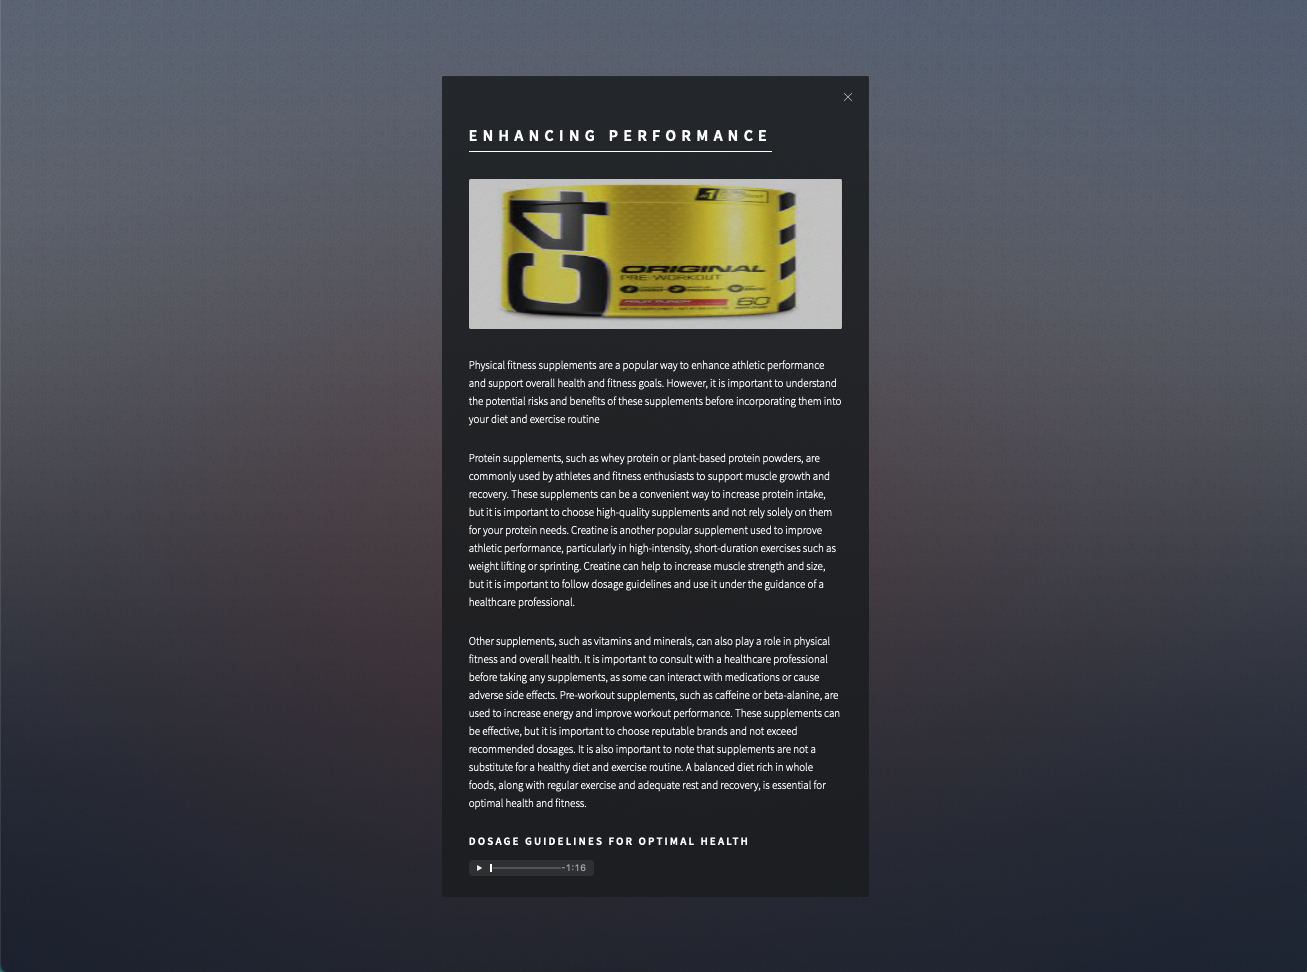 ENHANCING PERFORMANCE
C4
#1
ORIGINAL
PRE-WORKOUT
FRUIT PUNCH
60
Physical fitness supplements are a popular way to enhance athletic performance
and support overall health and fitness goals. However, it is important to understand
the potential risks and benefits of these supplements before incorporating them into
your diet and exercise routine
Protein supplements, such as whey protein or plant-based protein powders, are
commonly used by athletes and fitness enthusiasts to support muscle growth and
recovery. These supplements can be a convenient way to increase protein intake,
but it is important to choose high-quality supplements and not rely solely on them
for your protein needs. Creatine is another popular supplement used to improve
athletic performance, particularly in high-intensity, short-duration exercises such as
weight lifting or sprinting. Creatine can help to increase muscle strength and size,
but it is important to follow dosage guidelines and use it under the guidance of a
healthcare professional.
Other supplements, such as vitamins and minerals, can also play a role in physical
fitness and overall health. It is important to consult with a healthcare professional
before taking any supplements, as some can interact with medications or cause
adverse side effects. Pre-workout supplements, such as caffeine or beta-alanine, are
used to increase energy and improve workout performance. These supplements can
be effective, but it is important to choose reputable brands and not exceed
recommended dosages. It is also important to note that supplements are not a
substitute for a healthy diet and exercise routine. A balanced diet rich in whole
foods, along with regular exercise and adequate rest and recovery, is essential for
optimal health and fitness.
DOSAGE GUIDELINES FOR OPTIMAL HEALTH
-1:16